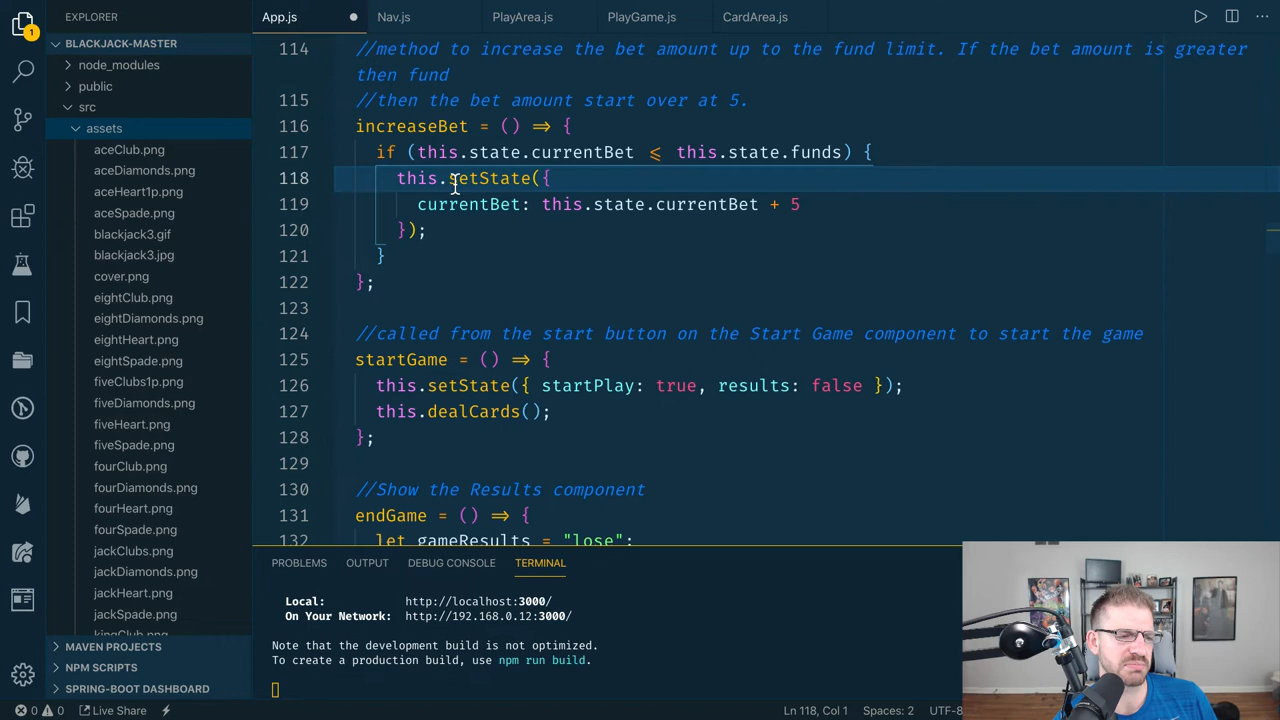 EXPLORER
App.js
Nav.js
PlayArea.js
PlayGame.js
CardArea.js
1
BLACKJACK-MASTER
node_modules
public
src
assets
aceClub.png
aceDiamond.png
aceHeart1p.png
aceSpade.png
blackjack3.gif
blackjack3.jpg
cover.png
eightClub.png
eightDiamonds.png
eightHeart.png
eightSpade.png
fiveClubs1p.png
fiveDiamonds.png
fiveHeart.png
fiveSpade.png
fourClub.png
fourDiamonds.png
fourHeart.png
fourSpade.png
jackClubs.png
jackDiamonds.png
jackHeart.png
jackSpade.png
kingClub.png
MAVEN PROJECTS
NPM SCRIPTS
SPRING-BOOT DASHBOARD
114 //method to increase the bet amount up to the fund limit. If the bet amount is greater
then fund
115 //then the bet amount start over at 5.
116 increaseBet = () => {
117 if (this.state.currentBet <= this.state.funds) {
118 this.setState({
119 currentBet: this.state.currentBet + 5
120 });
121 }
122 };
123
124 //called from the start button on the Start Game component to start the game
125 startGame = () => {
126 this.setState({ startPlay: true, results: false });
127 this.dealCards();
128 };
129
130 //Show the Results component
131 endGame = () => {
132 let gameResults = "lose";
PROBLEMS OUTPUT DEBUG CONSOLE TERMINAL
Local: http://localhost:3000/
On Your Network: http://192.168.0.12:3000/
Note that the development build is not optimized.
To create a production build, use npm run build.
0 0 Live Share
Ln 118, Col 1 Spaces: 2 UTF-8